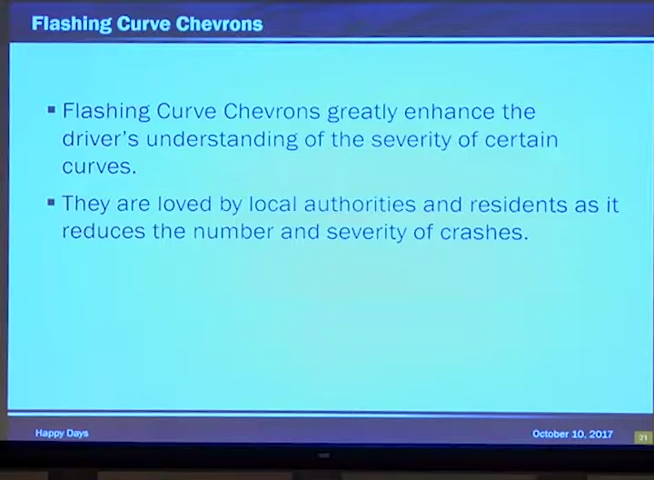 Flashing Curve Chevrons
▪ Flashing Curve Chevrons greatly enhance the
driver's understanding of the severity of certain
curves.
▪ They are loved by local authorities and residents as it
reduces the number and severity of crashes.
Happy Days
October 10, 2017
21